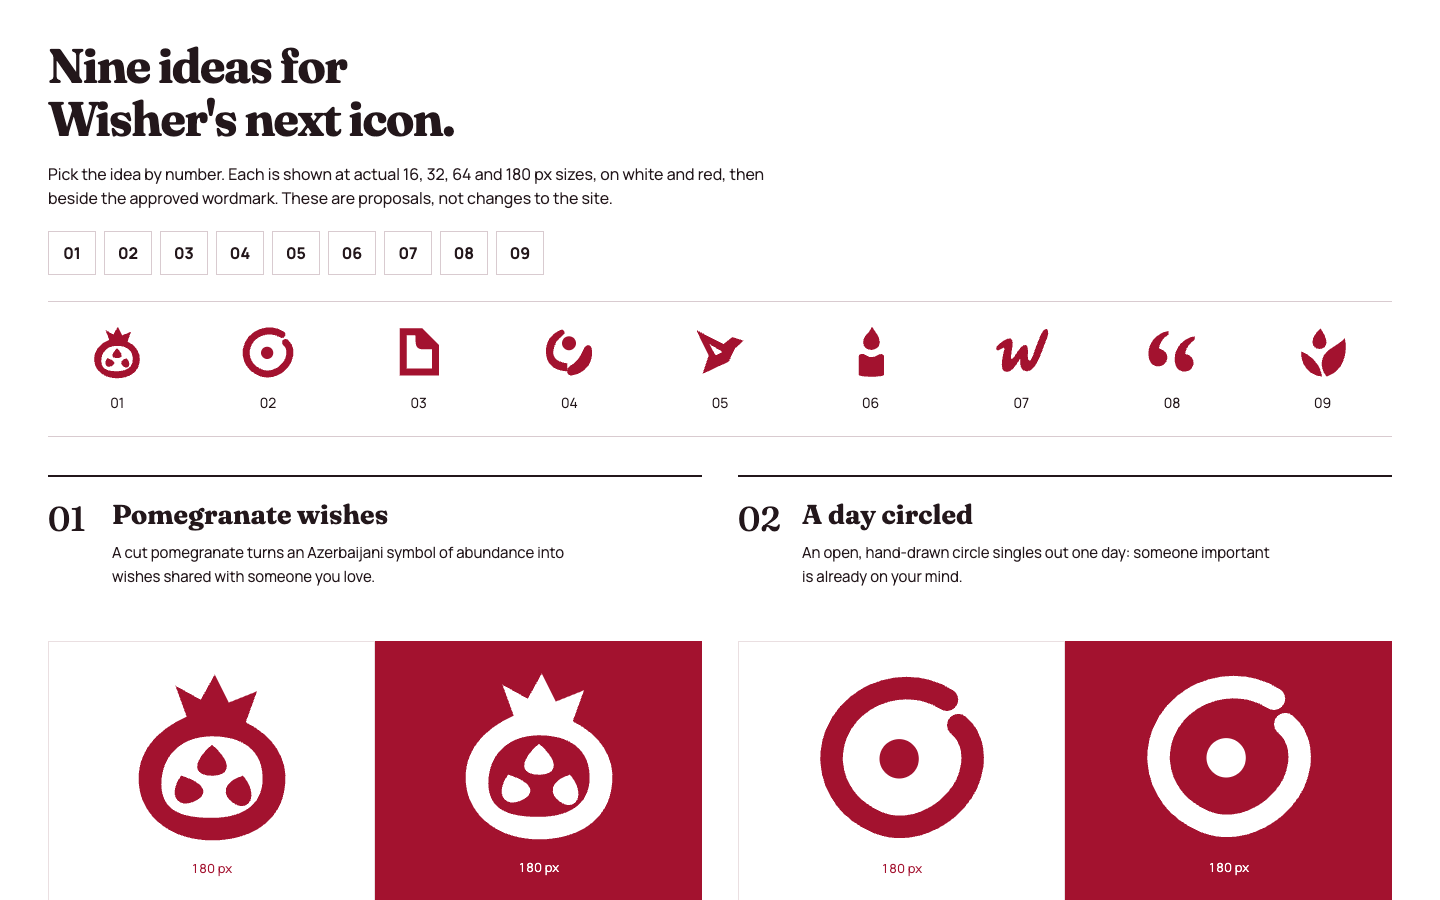 Nine ideas for
Wisher's next icon.
Pick the idea by number. Each is shown at actual 16, 32, 64 and 180 px sizes, on white and red, then
beside the approved wordmark. These are proposals, not changes to the site.
01 02 03 04 05 06 07 08 09
01 02 03 04 05 06 07 08 09
01 Pomegranate wishes
A cut pomegranate turns an Azerbaijani symbol of abundance into
wishes shared with someone you love.
02 A day circled
An open, hand-drawn circle singles out one day: someone important
is already on your mind.
180 px 180 px 180 px 180 px